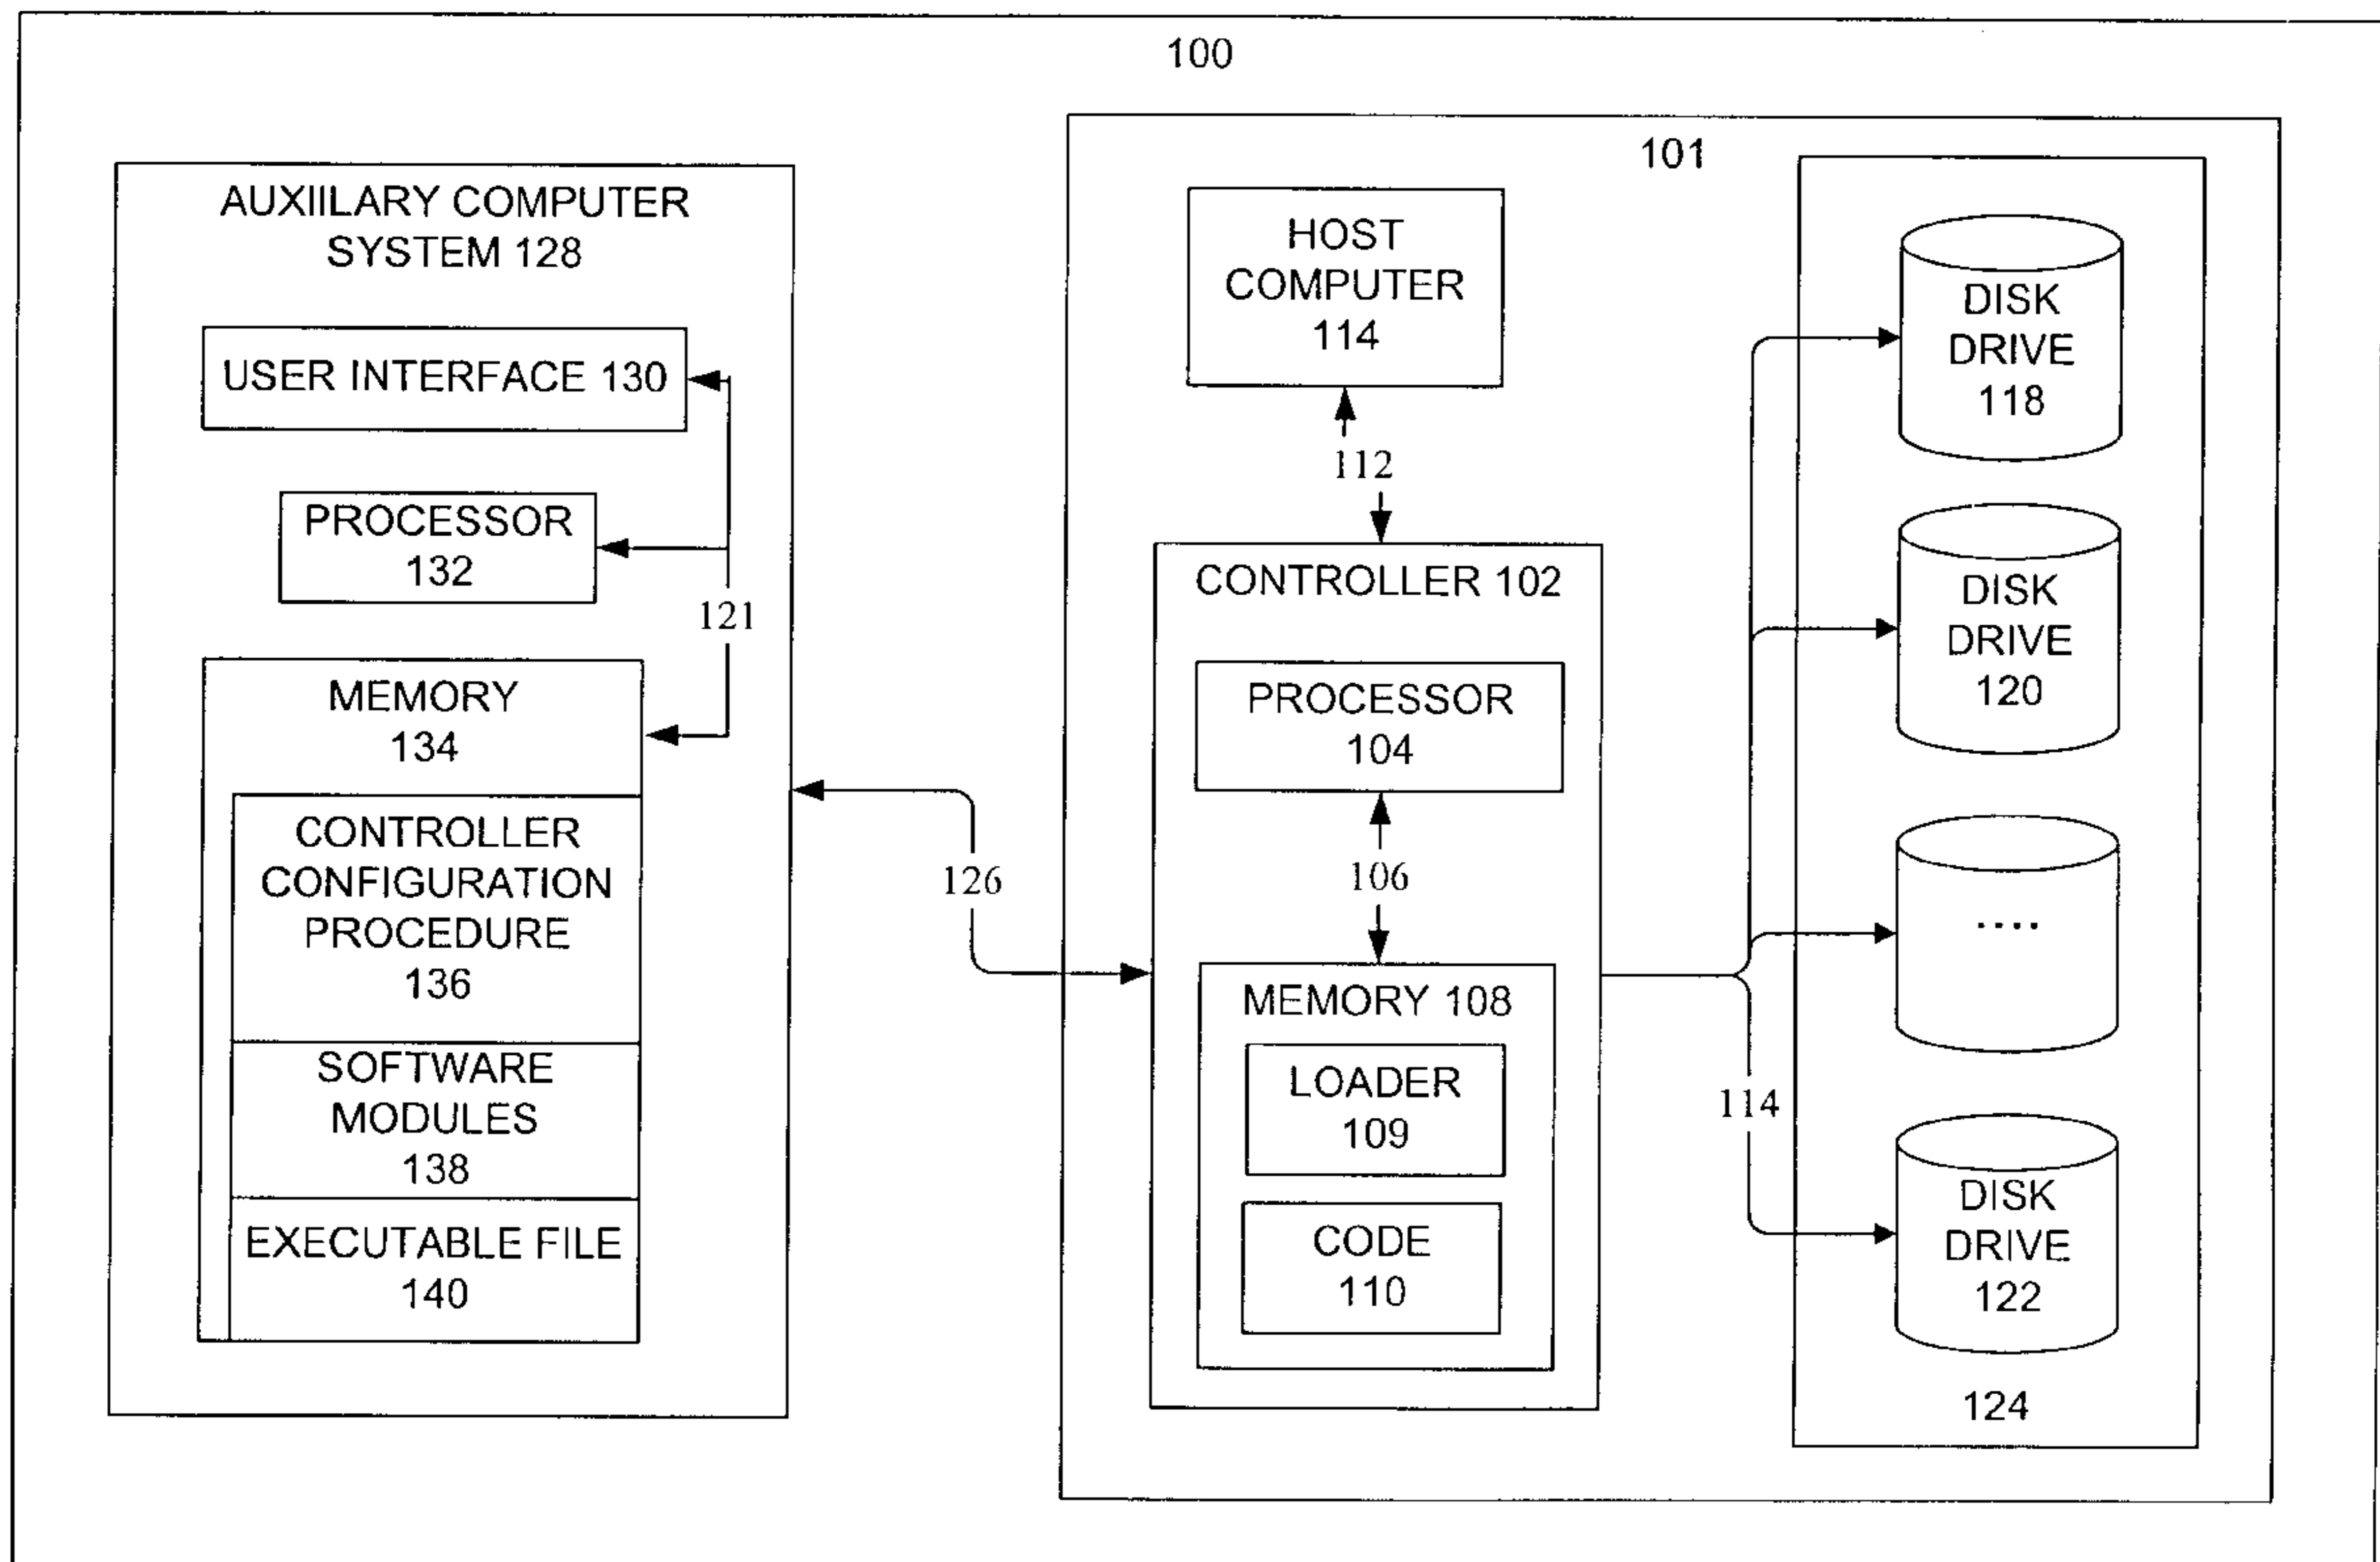 100
AUXIILARY COMPUTER
SYSTEM 128
USER INTERFACE 130
PROCESSOR
132
121
MEMORY
134
CONTROLLER
CONFIGURATION
PROCEDURE
136
SOFTWARE
MODULES
138
EXECUTABLE FILE
140
126
101
HOST
COMPUTER
114
112
CONTROLLER 102
PROCESSOR
104
106
MEMORY 108
LOADER
109
CODE
110
114
DISK
DRIVE
118
DISK
DRIVE
120
....
DISK
DRIVE
122
124